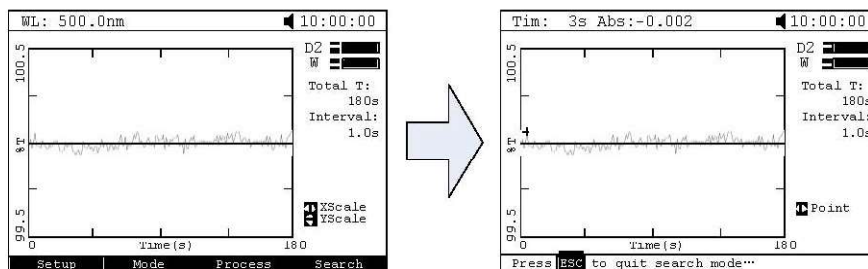 WL: 500.0nm 10:00:00
100.5
%T
99.5
0 Time(s) 180
D2
W
Total T:
180s
Interval:
1.0s
XScale
YScale
Setup Mode Process Search
Tim: 3s Abs:-0.002 10:00:00
100.5
%T
99.5
0 Time(s) 180
D2
W
Total T:
180s
Interval:
1.0s
Point
Press ESC to quit search mode…